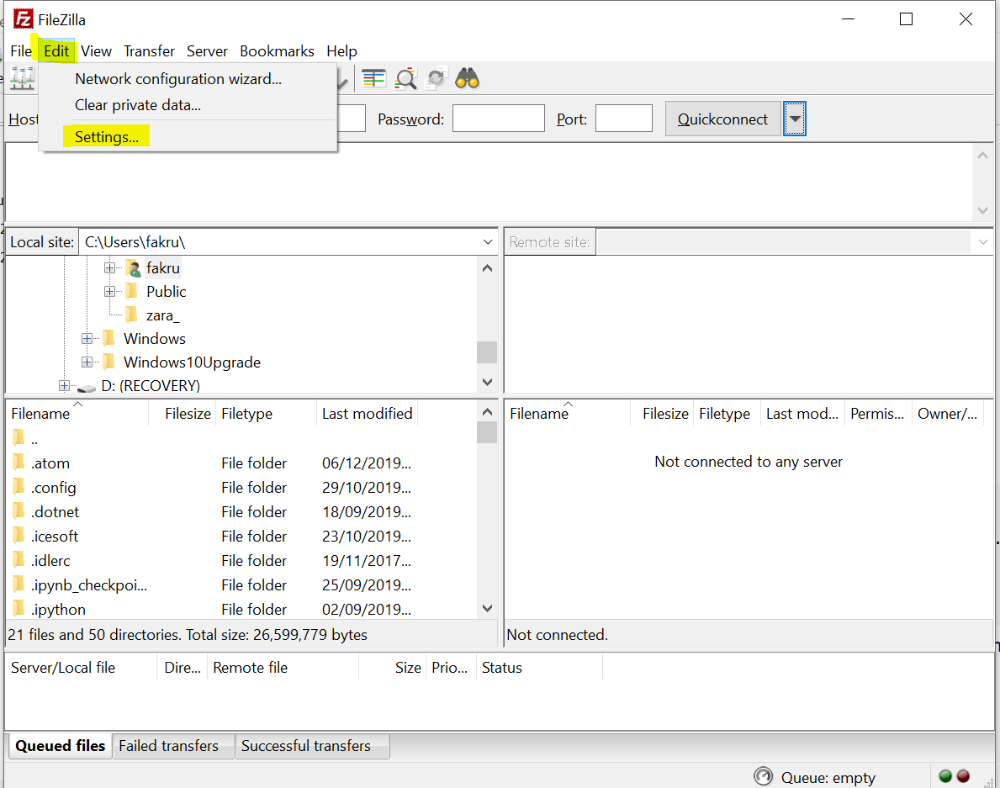 FileZilla
File Edit View Transfer Server Bookmarks Help
Network configuration wizard...
Clear private data...
Settings...
Host Password: Port: Quickconnect
Local site: C:\Users\fakru\
fakru
Public
zara_
Windows
Windows10Upgrade
D: (RECOVERY)
Remote site:
Filename Filesize Filetype Last modified
..
.atom File folder 06/12/2019...
.config File folder 29/10/2019...
.dotnet File folder 18/09/2019...
.icesoft File folder 23/10/2019...
.idlerc File folder 19/11/2017...
.ipynb_checkpoi... File folder 25/09/2019...
.ipython File folder 02/09/2019...
21 files and 50 directories. Total size: 26,599,779 bytes
Filename Filesize Filetype Last mod... Permis... Owner/...
Not connected to any server
Not connected.
Server/Local file Dire... Remote file Size Prio... Status
Queued files Failed transfers Successful transfers
Queue: empty